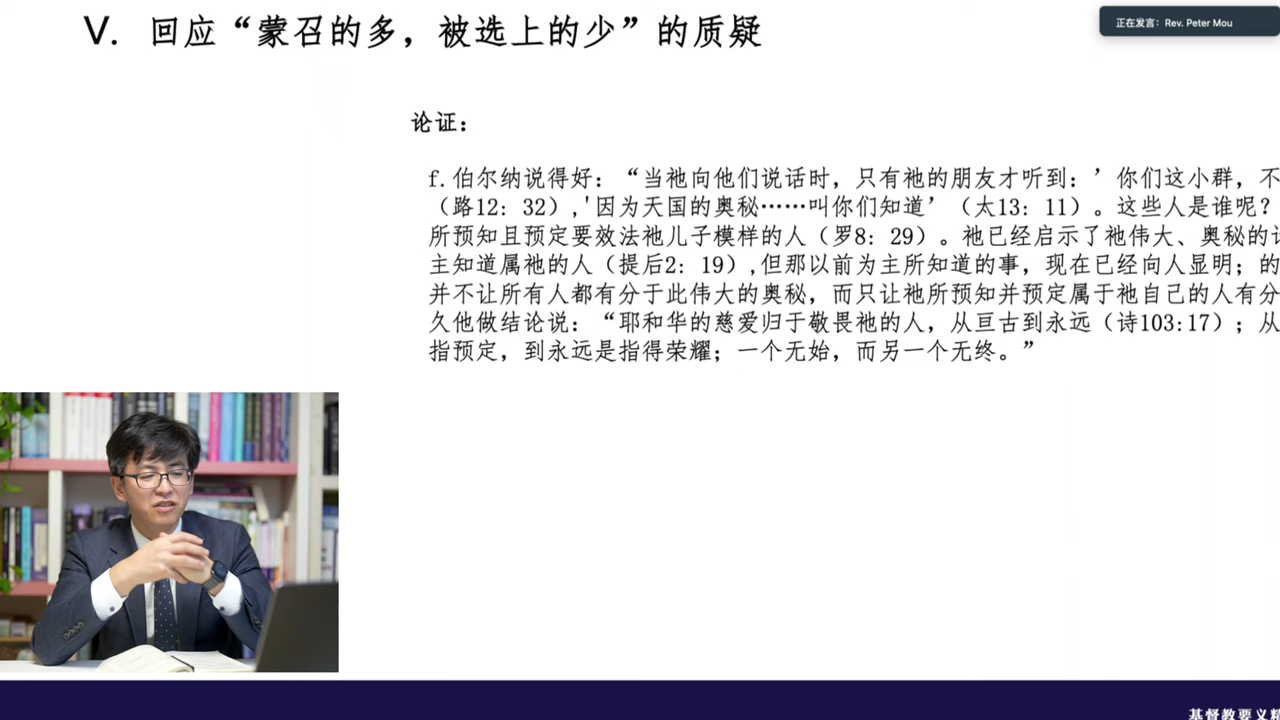 V. 回应“蒙召的多，被选上的少”的质疑
正在发言：Rev. Peter Mou
论证：
f.伯尔纳说得好：“当祂向他们说话时，只有祂的朋友才听到：’你们这小群，不
（路12：32）,'因为天国的奥秘……叫你们知道’（太13：11）。这些人是谁呢？
所预知且预定要效法祂儿子模样的人（罗8：29）。祂已经启示了祂伟大、奥秘的
主知道属祂的人（提后2：19）,但那以前为主所知道的事，现在已经向人显明；的
并不让所有人都有分于此伟大的奥秘，而只让祂所预知并预定属于祂自己的人有分
久他做结论说：“耶和华的慈爱归于敬畏祂的人，从亘古到永远（诗103:17）；从
指预定，到永远是指得荣耀；一个无始，而另一个无终。”
基督教要义